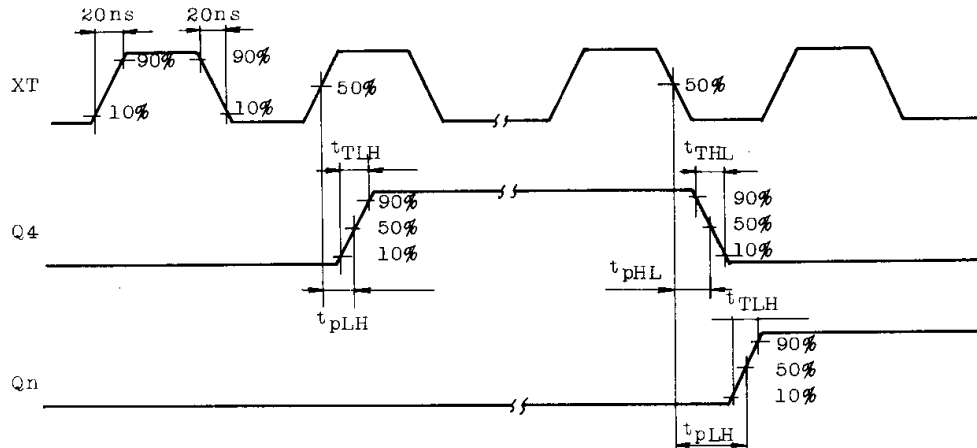 20ns 20ns
XT 90% 90% 50% 50%
10% 10%
tTLH tTHL
90% 90%
Q4 50% 50%
10% 10%
tpHL
tpLH tTLH
90%
Qn 50%
10%
tpLH